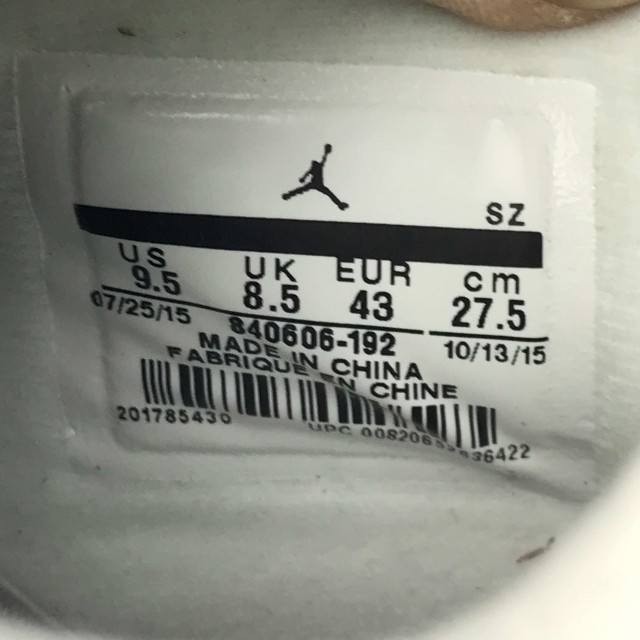 SZ
US UK EUR cm
9.5 8.5 43 27.5
07/25/15 840606-192 10/13/15
MADE IN CHINA
FABRIQUE EN CHINE
201785430 UPC